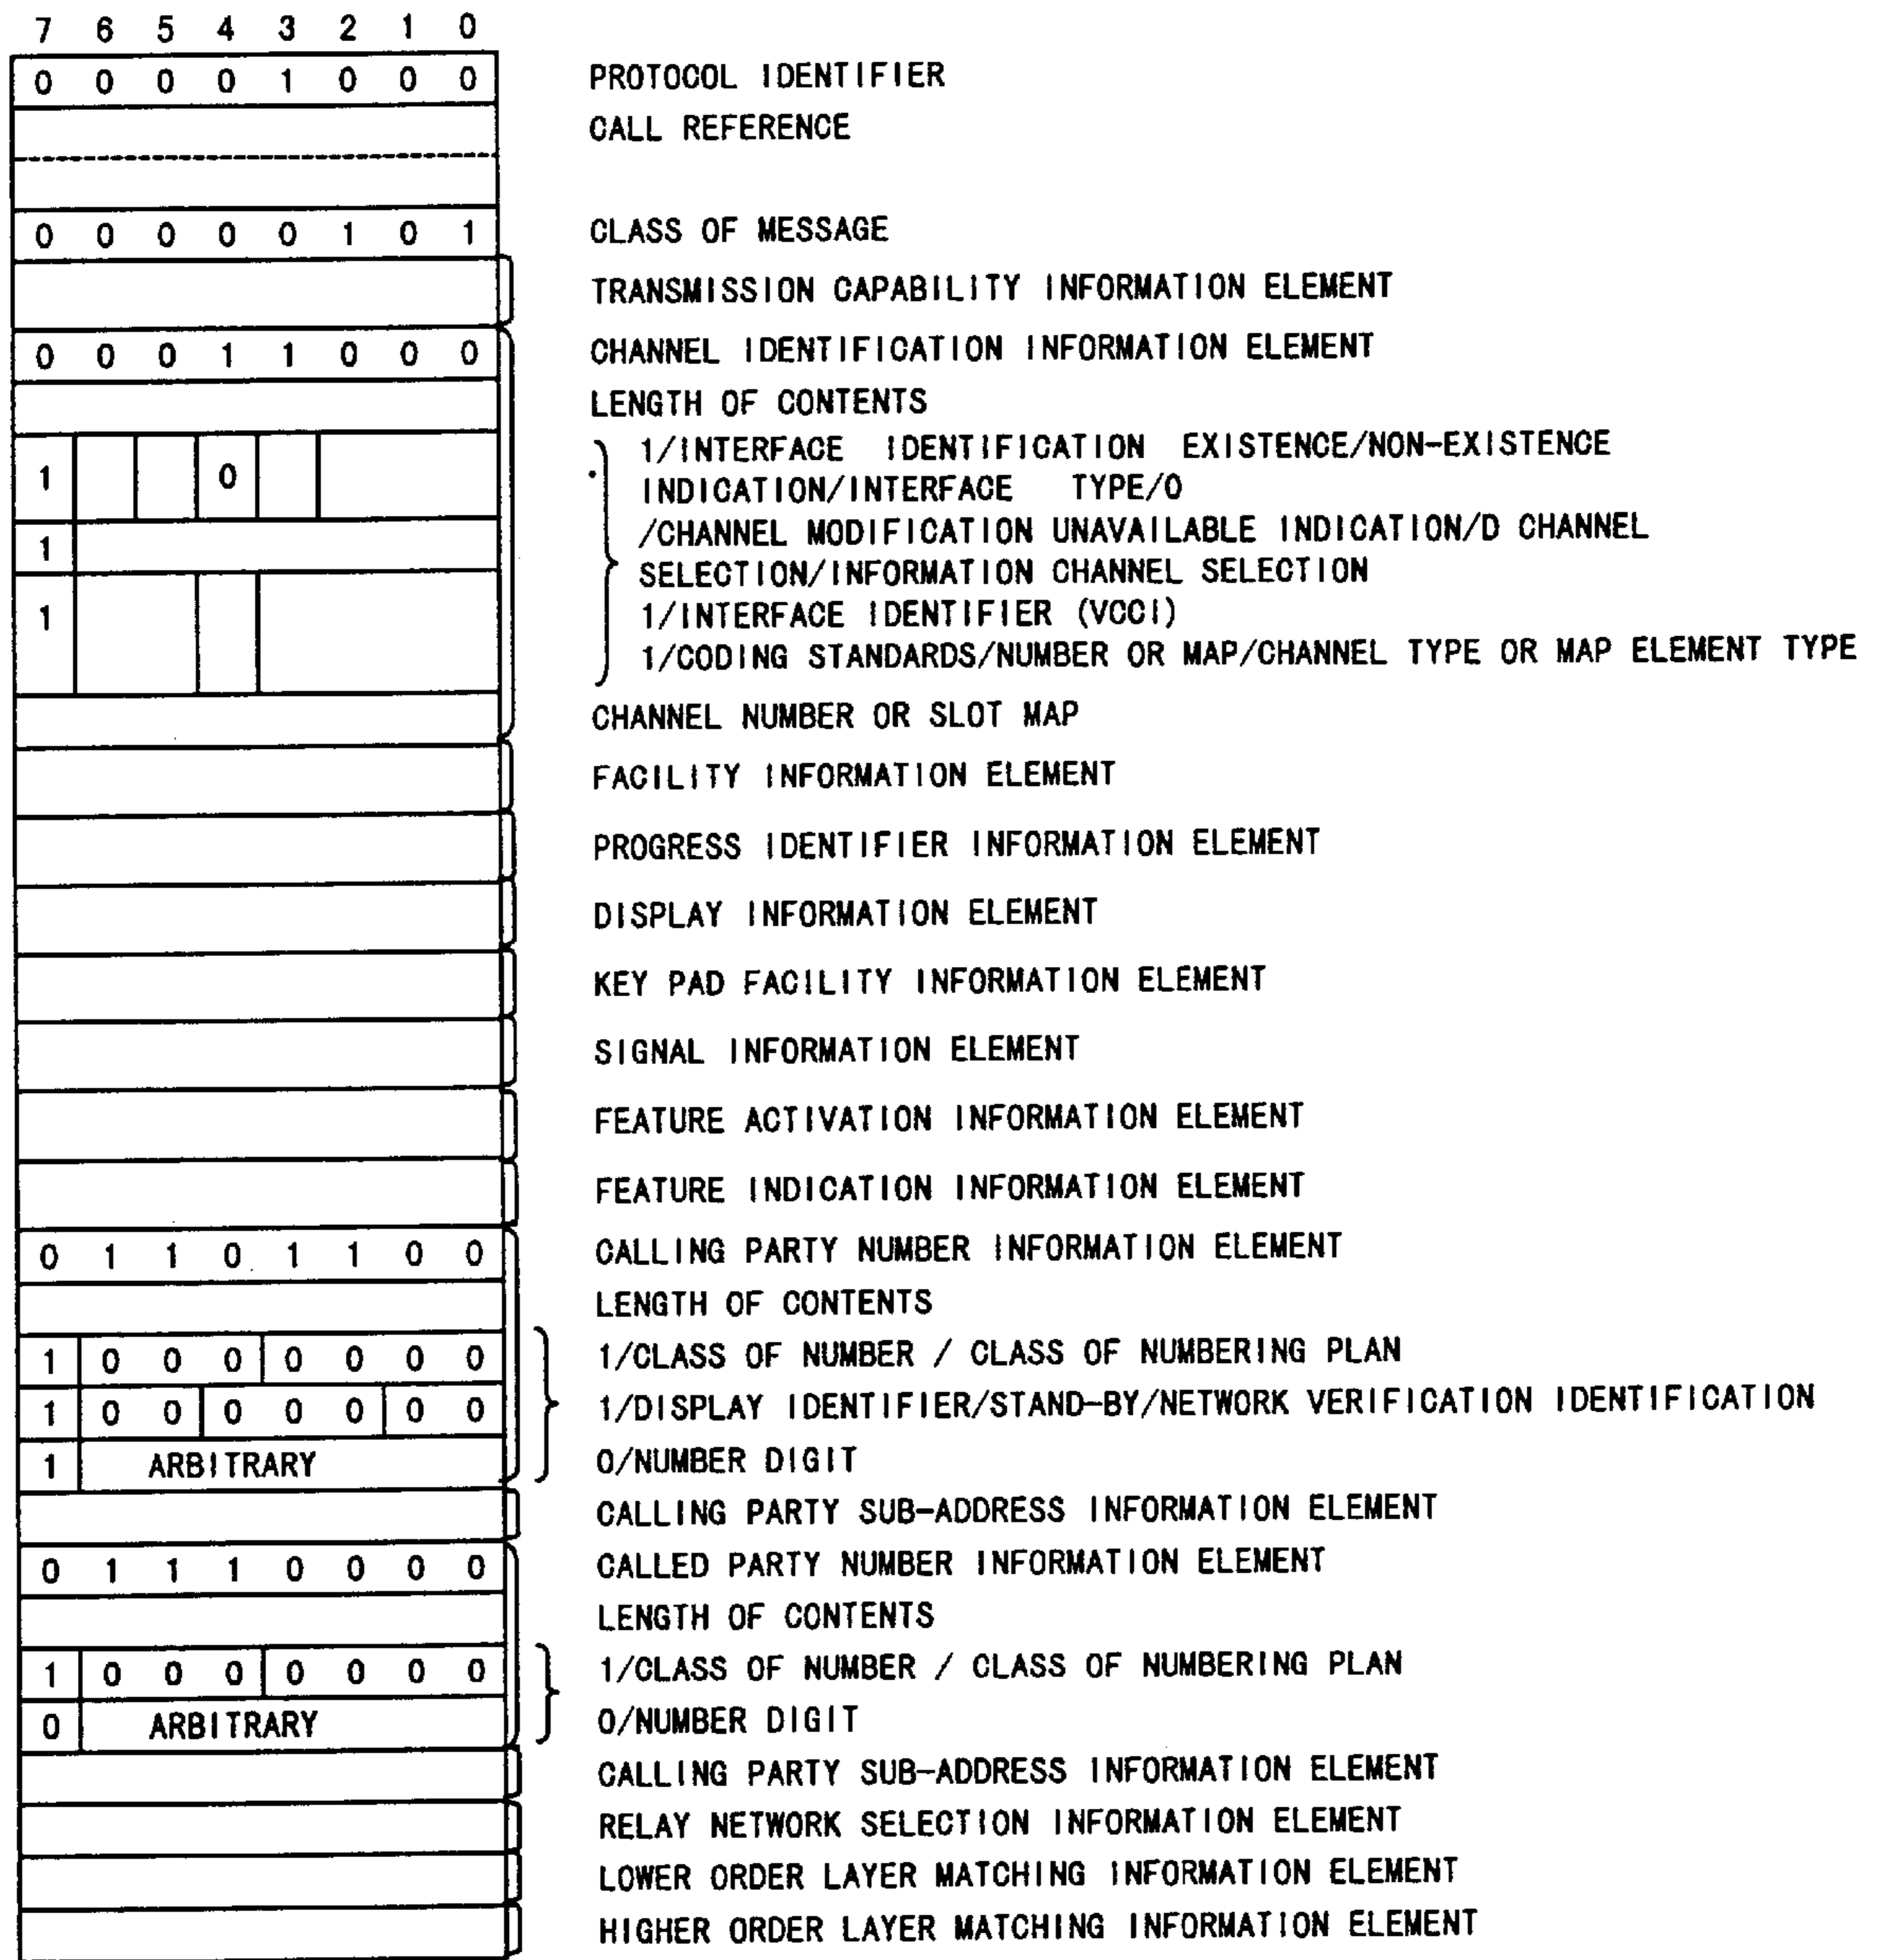 7 6 5 4 3 2 1 0
0 0 0 0 1 0 0 0 PROTOCOL IDENTIFIER
CALL REFERENCE
0 0 0 0 0 1 0 1 CLASS OF MESSAGE
TRANSMISSION CAPABILITY INFORMATION ELEMENT
0 0 0 1 1 0 0 0 CHANNEL IDENTIFICATION INFORMATION ELEMENT
LENGTH OF CONTENTS
1 0 1/INTERFACE IDENTIFICATION EXISTENCE/NON-EXISTENCE
INDICATION/INTERFACE TYPE/0
/CHANNEL MODIFICATION UNAVAILABLE INDICATION/D CHANNEL
1 SELECTION/INFORMATION CHANNEL SELECTION
1 1/INTERFACE IDENTIFIER (VCCI)
1/CODING STANDARDS/NUMBER OR MAP/CHANNEL TYPE OR MAP ELEMENT TYPE
CHANNEL NUMBER OR SLOT MAP
FACILITY INFORMATION ELEMENT
PROGRESS IDENTIFIER INFORMATION ELEMENT
DISPLAY INFORMATION ELEMENT
KEY PAD FACILITY INFORMATION ELEMENT
SIGNAL INFORMATION ELEMENT
FEATURE ACTIVATION INFORMATION ELEMENT
FEATURE INDICATION INFORMATION ELEMENT
0 1 1 0 1 1 0 0 CALLING PARTY NUMBER INFORMATION ELEMENT
LENGTH OF CONTENTS
1 0 0 0 0 0 0 0 1/CLASS OF NUMBER / CLASS OF NUMBERING PLAN
1 0 0 0 0 0 0 0 1/DISPLAY IDENTIFIER/STAND-BY/NETWORK VERIFICATION IDENTIFICATION
1 ARBITRARY 0/NUMBER DIGIT
CALLING PARTY SUB-ADDRESS INFORMATION ELEMENT
0 1 1 1 0 0 0 0 CALLED PARTY NUMBER INFORMATION ELEMENT
LENGTH OF CONTENTS
1 0 0 0 0 0 0 0 1/CLASS OF NUMBER / CLASS OF NUMBERING PLAN
0 ARBITRARY 0/NUMBER DIGIT
CALLING PARTY SUB-ADDRESS INFORMATION ELEMENT
RELAY NETWORK SELECTION INFORMATION ELEMENT
LOWER ORDER LAYER MATCHING INFORMATION ELEMENT
HIGHER ORDER LAYER MATCHING INFORMATION ELEMENT